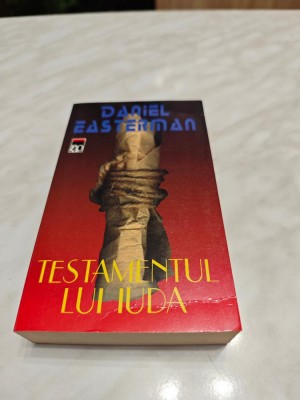 DANIEL
EASTERMAN
TESTAMENTUL
LUI IUDA